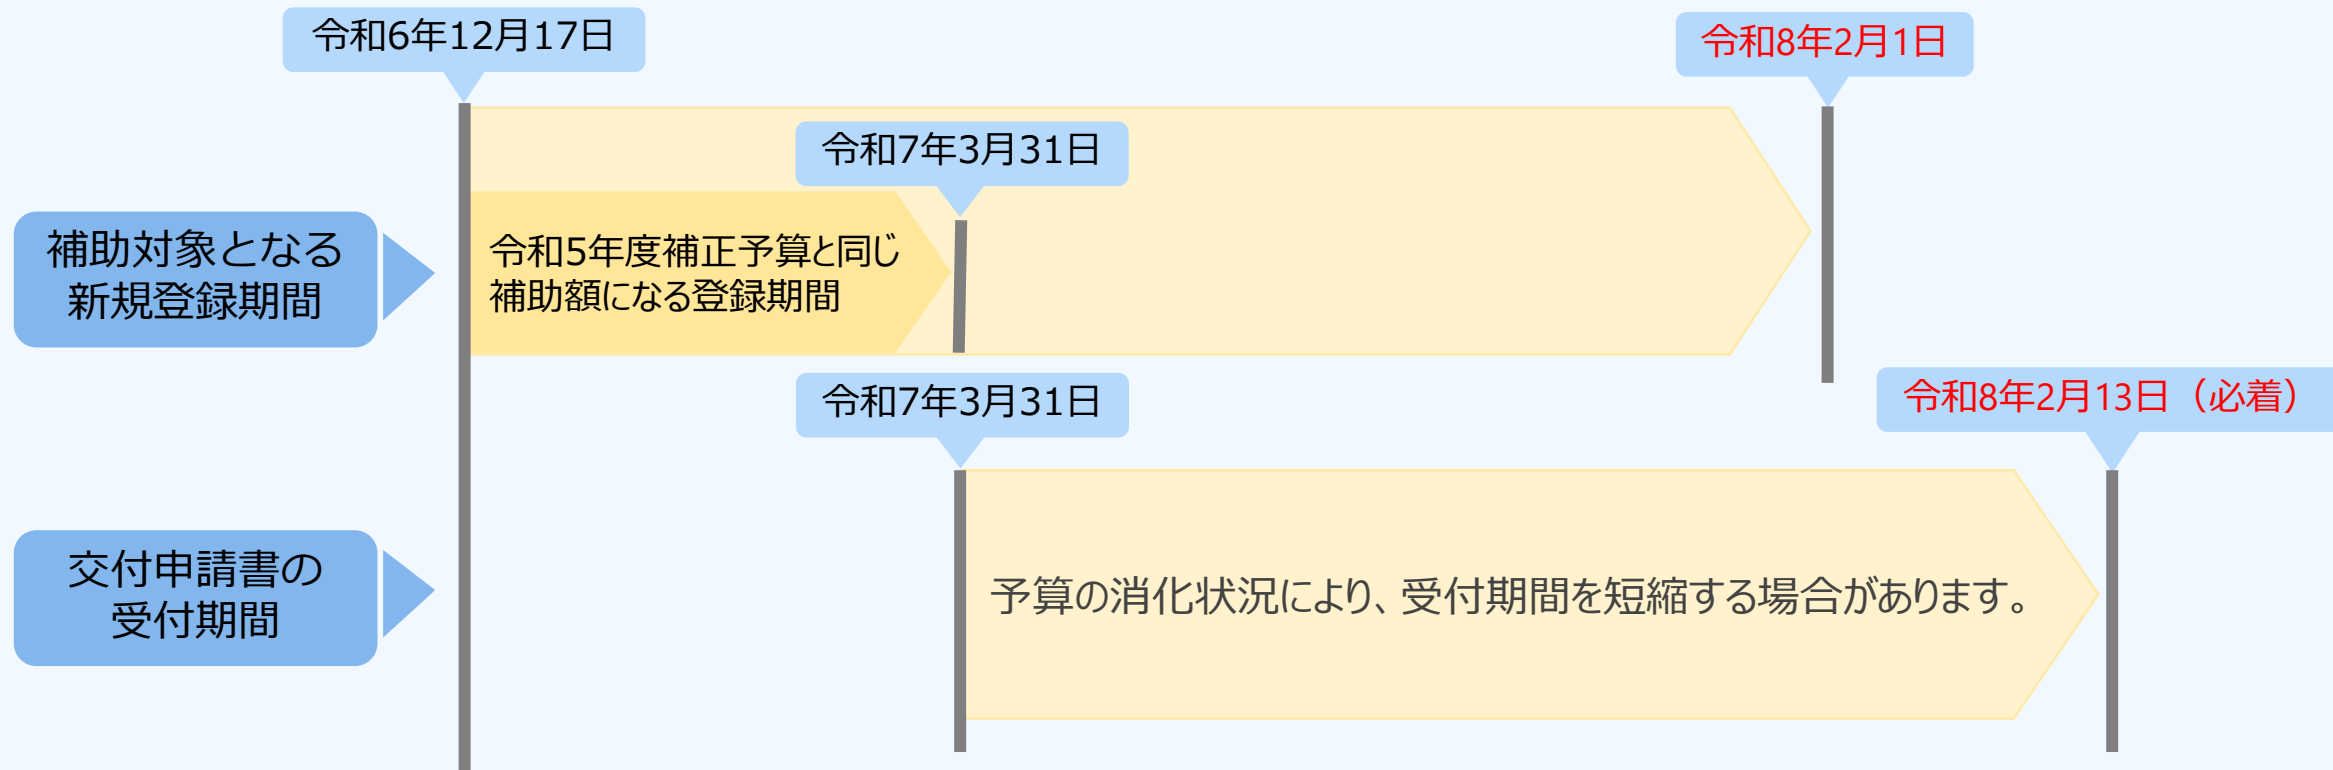 令和6年12月17日
令和8年2月1日
令和7年3月31日
補助対象となる
新規登録期間
令和5年度補正予算と同じ
補助額になる登録期間
令和7年3月31日
令和8年2月13日（必着）
交付申請書の
受付期間
予算の消化状況により、受付期間を短縮する場合があります。